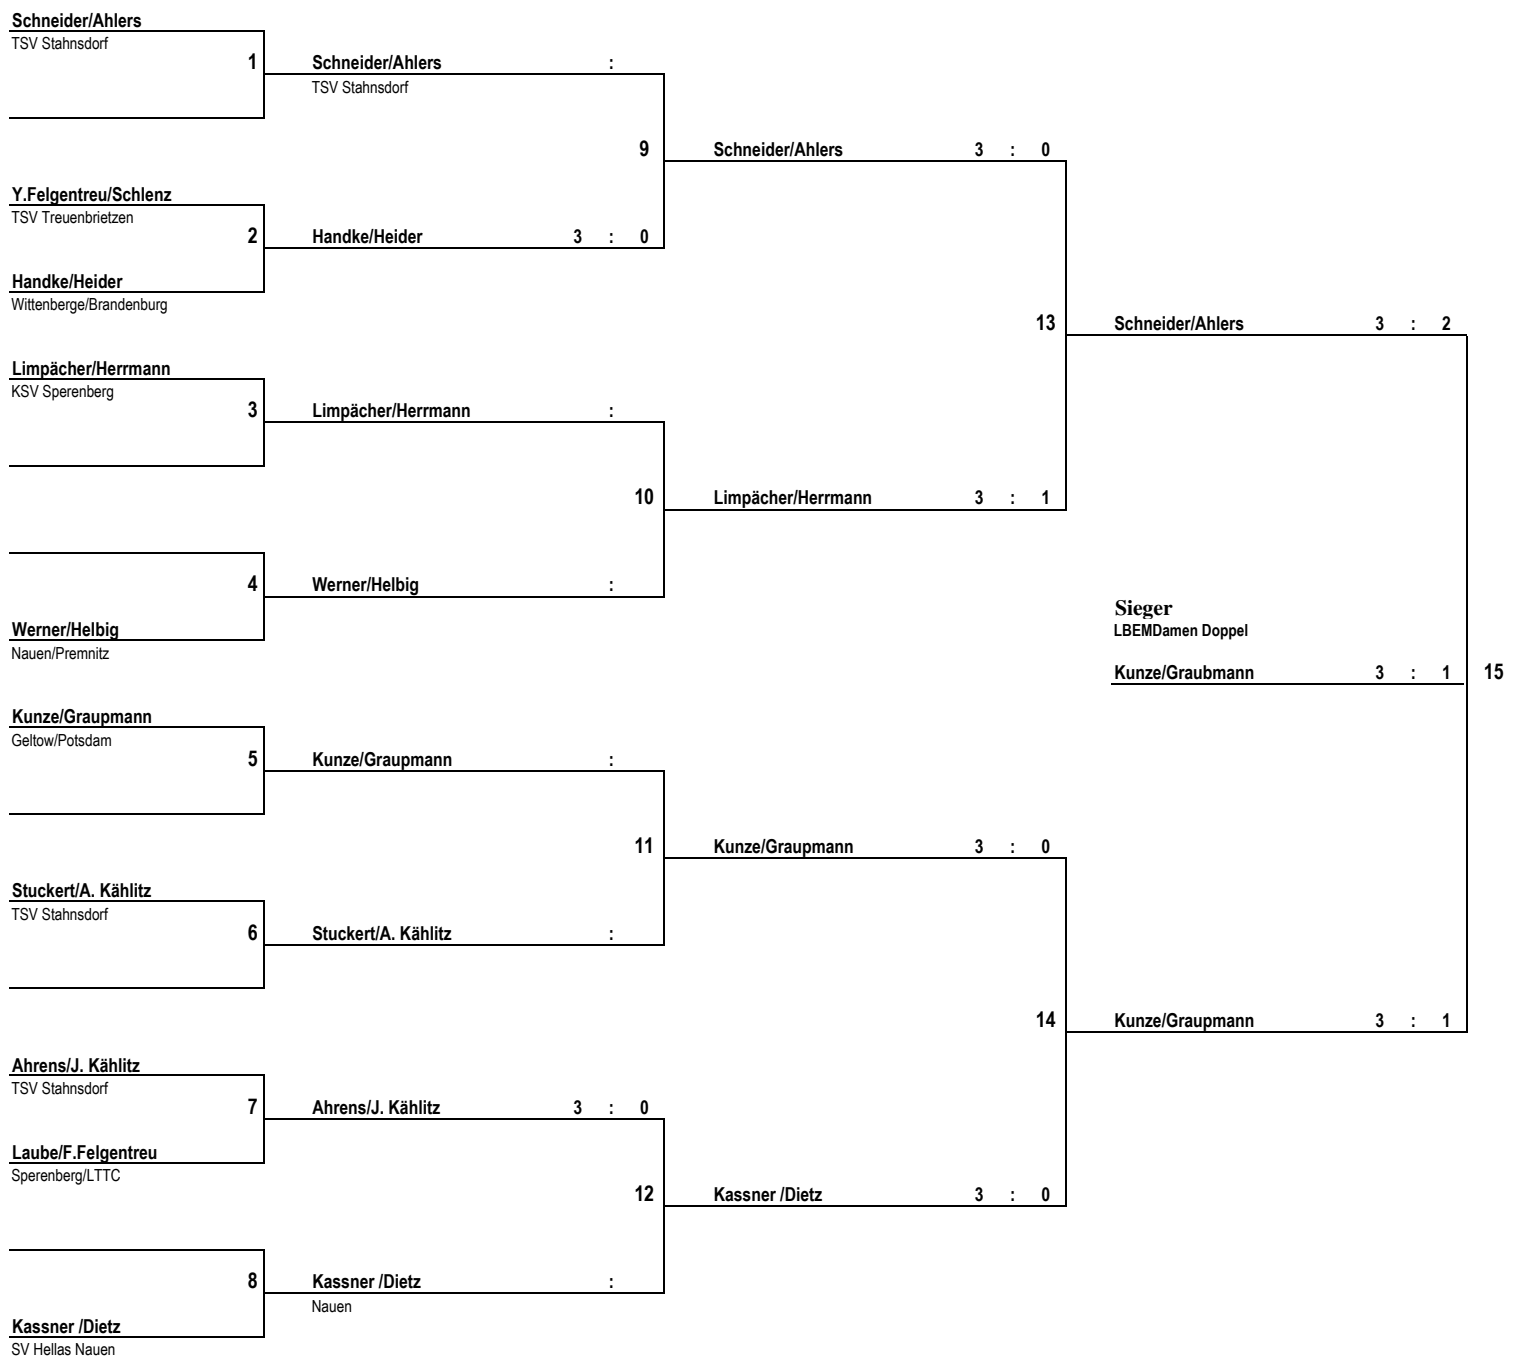 Schneider/Ahlers
TSV Stahnsdorf
1 Schneider/Ahlers :
TSV Stahnsdorf
9 Schneider/Ahlers 3 : 0
Y.Felgentreu/Schlenz
TSV Treuenbrietzen
2 Handke/Heider 3 : 0
Handke/Heider
Wittenberge/Brandenburg
13 Schneider/Ahlers 3 : 2
Limpächer/Herrmann
KSV Sperenberg
3 Limpächer/Herrmann :
10 Limpächer/Herrmann 3 : 1
4 Werner/Helbig :
Sieger
LBEMDamen Doppel
Werner/Helbig
Nauen/Premnitz
Kunze/Graubmann 3 : 1 15
Kunze/Graupmann
Geltow/Potsdam
5 Kunze/Graupmann :
11 Kunze/Graupmann 3 : 0
Stuckert/A. Kählitz
TSV Stahnsdorf
6 Stuckert/A. Kählitz :
14 Kunze/Graupmann 3 : 1
Ahrens/J. Kählitz
TSV Stahnsdorf
7 Ahrens/J. Kählitz 3 : 0
Laube/F.Felgentreu
Sperenberg/LTTC
12 Kassner /Dietz 3 : 0
8 Kassner /Dietz :
Nauen
Kassner /Dietz
SV Hellas Nauen